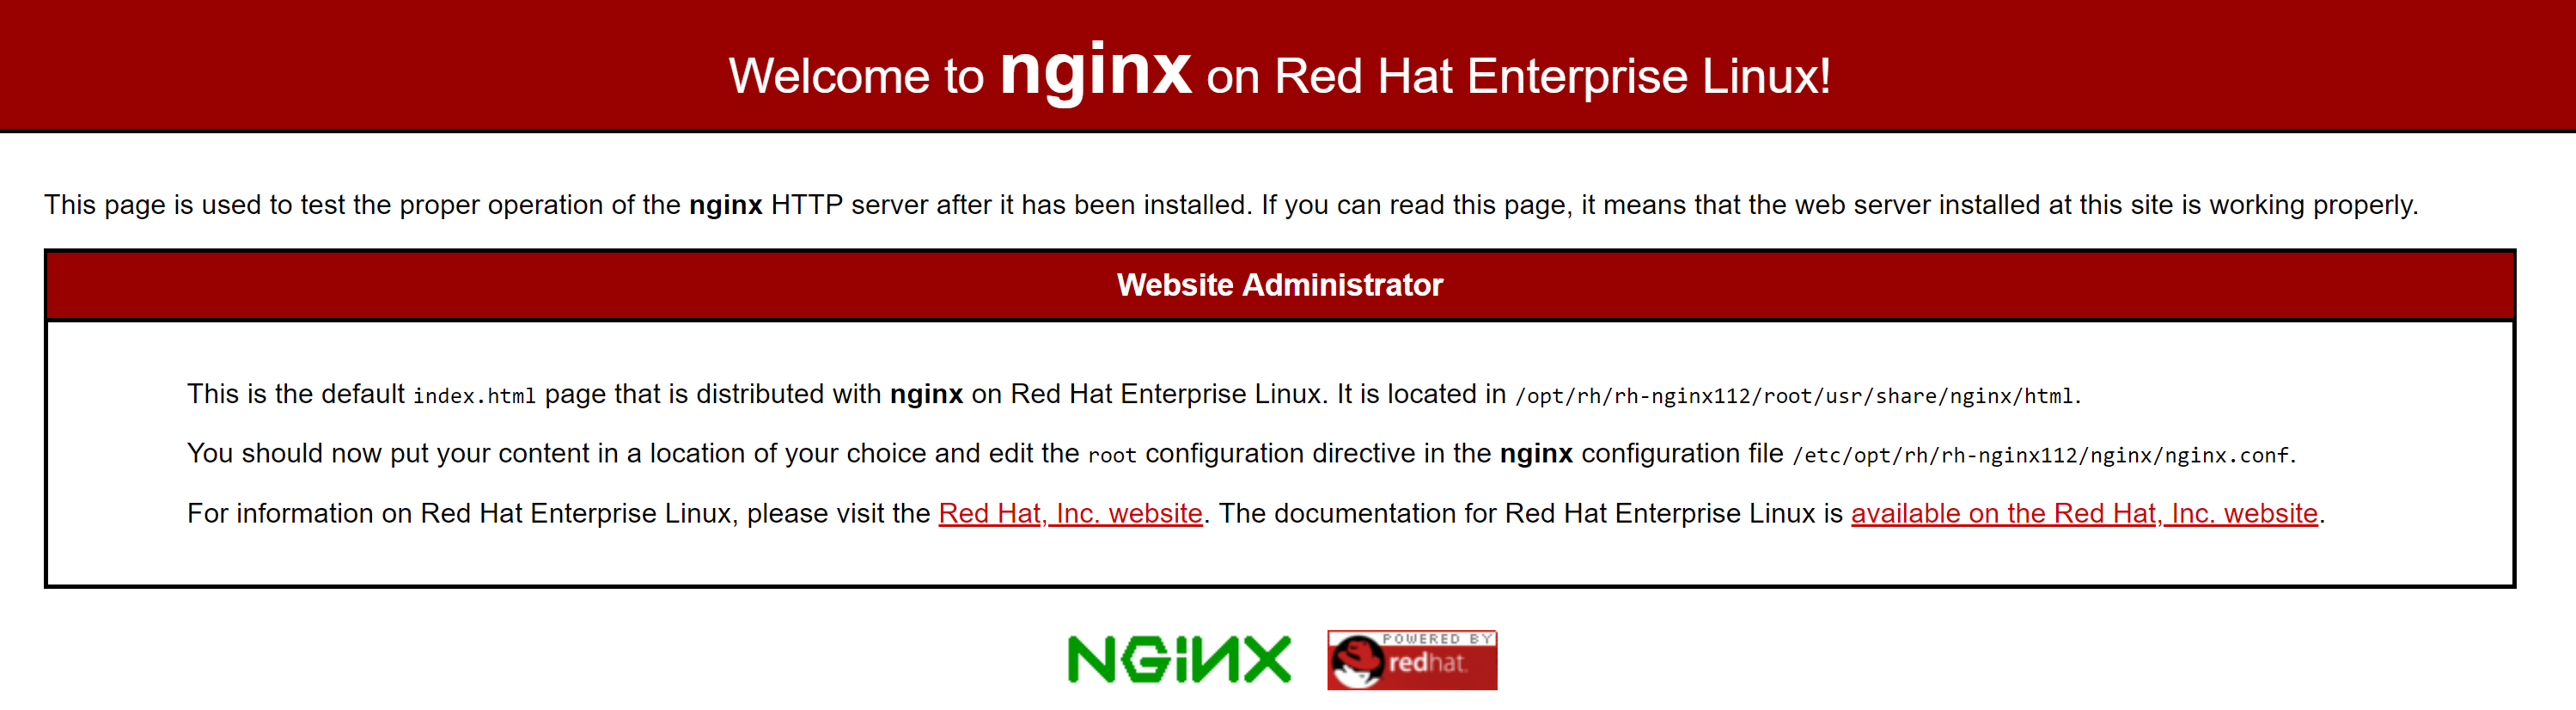 Welcome to nginx on Red Hat Enterprise Linux!
This page is used to test the proper operation of the nginx HTTP server after it has been installed. If you can read this page, it means that the web server installed at this site is working properly.
Website Administrator
This is the default index.html page that is distributed with nginx on Red Hat Enterprise Linux. It is located in /opt/rh/rh-nginx112/root/usr/share/nginx/html.
You should now put your content in a location of your choice and edit the root configuration directive in the nginx configuration file /etc/opt/rh/rh-nginx112/nginx/nginx.conf.
For information on Red Hat Enterprise Linux, please visit the Red Hat, Inc. website. The documentation for Red Hat Enterprise Linux is available on the Red Hat, Inc. website.
NGiNX
POWERED BY
redhat.